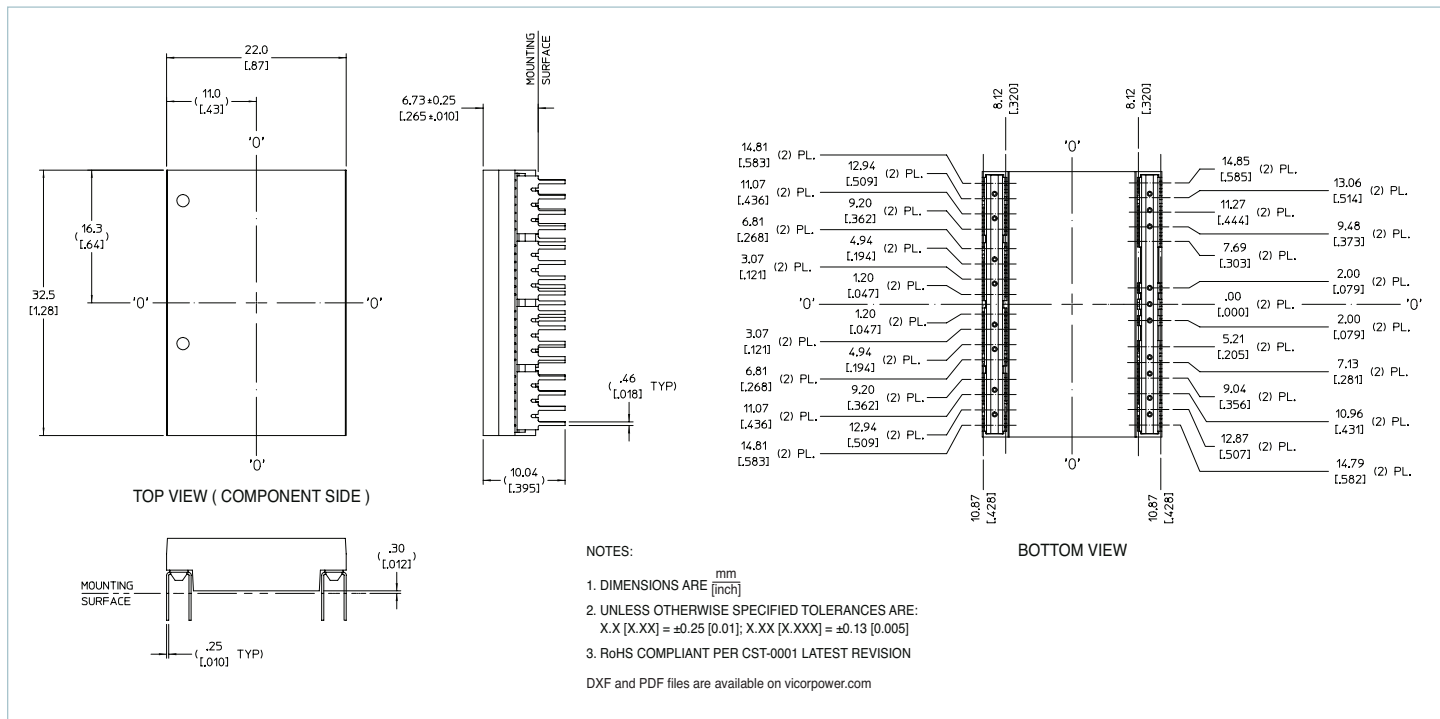 22.0
[.87]
11.0
[.43]
( )
'0'
16.3
[.64]
( )
32.5
[1.28]
'0'
'0'
'0'
TOP VIEW ( COMPONENT SIDE )
MOUNTING
SURFACE
6.73 ±0.25
[.265 ±.010]
( .46 TYP)
[.018]
( 10.04 )
[.395]
MOUNTING
SURFACE
( .30 )
[.012]
( .25 TYP)
[.010]
8.12
[.320]
8.12
[.320]
'0'
14.81
[.583] (2) PL.
12.94
[.509] (2) PL.
11.07
[.436] (2) PL.
9.20
[.362] (2) PL.
6.81
[.268] (2) PL.
4.94
[.194] (2) PL.
3.07
[.121] (2) PL.
1.20
[.047] (2) PL.
'0'
1.20
[.047] (2) PL.
3.07
[.121] (2) PL.
4.94
[.194] (2) PL.
6.81
[.268] (2) PL.
9.20
[.362] (2) PL.
11.07
[.436] (2) PL.
12.94
[.509] (2) PL.
14.81
[.583] (2) PL.
14.85
[.585] (2) PL.
13.06
[.514] (2) PL.
11.27
[.444] (2) PL.
9.48
[.373] (2) PL.
7.69
[.303] (2) PL.
2.00
[.079] (2) PL.
.00
[.000] (2) PL.
'0'
2.00
[.079] (2) PL.
5.21
[.205] (2) PL.
7.13
[.281] (2) PL.
9.04
[.356] (2) PL.
10.96
[.431] (2) PL.
12.87
[.507] (2) PL.
14.79
[.582] (2) PL.
'0'
10.87
[.428]
10.87
[.428]
BOTTOM VIEW
NOTES:
1. DIMENSIONS ARE mm
[inch]
2. UNLESS OTHERWISE SPECIFIED TOLERANCES ARE:
X.X [X.XX] = ±0.25 [0.01]; X.XX [X.XXX] = ±0.13 [0.005]
3. RoHS COMPLIANT PER CST-0001 LATEST REVISION
DXF and PDF files are available on vicorpower.com